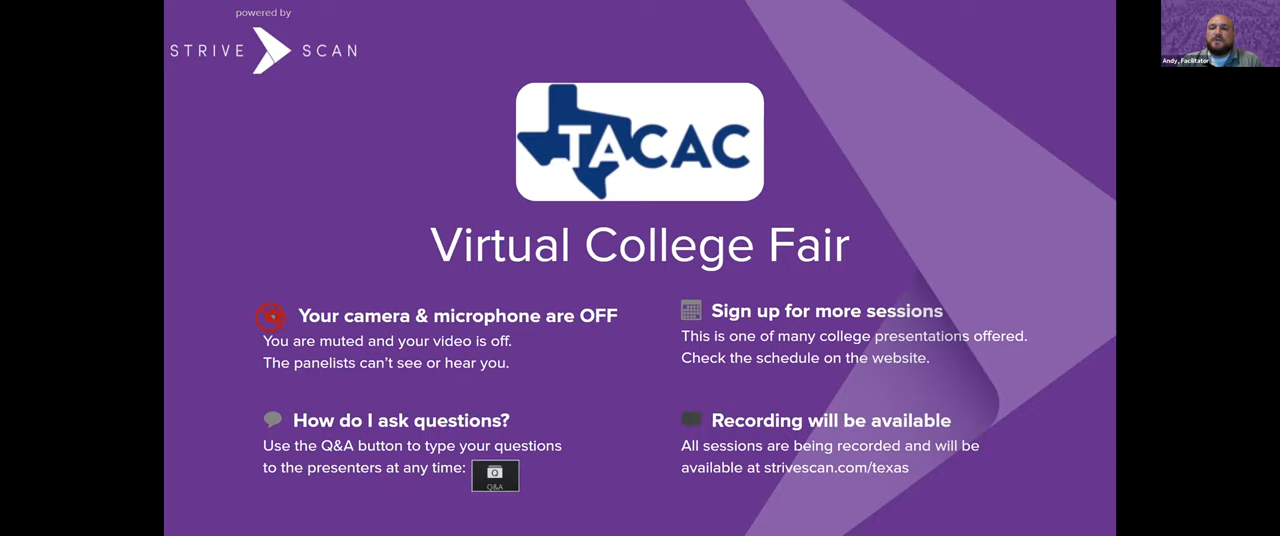 powered by
STRIVE SCAN
Andy, Facilitator
TACAC
Virtual College Fair
Your camera & microphone are OFF
You are muted and your video is off.
The panelists can't see or hear you.
Sign up for more sessions
This is one of many college presentations offered.
Check the schedule on the website.
How do I ask questions?
Use the Q&A button to type your questions
to the presenters at any time:
Q
Q&A
Recording will be available
All sessions are being recorded and will be
available at strivescan.com/texas